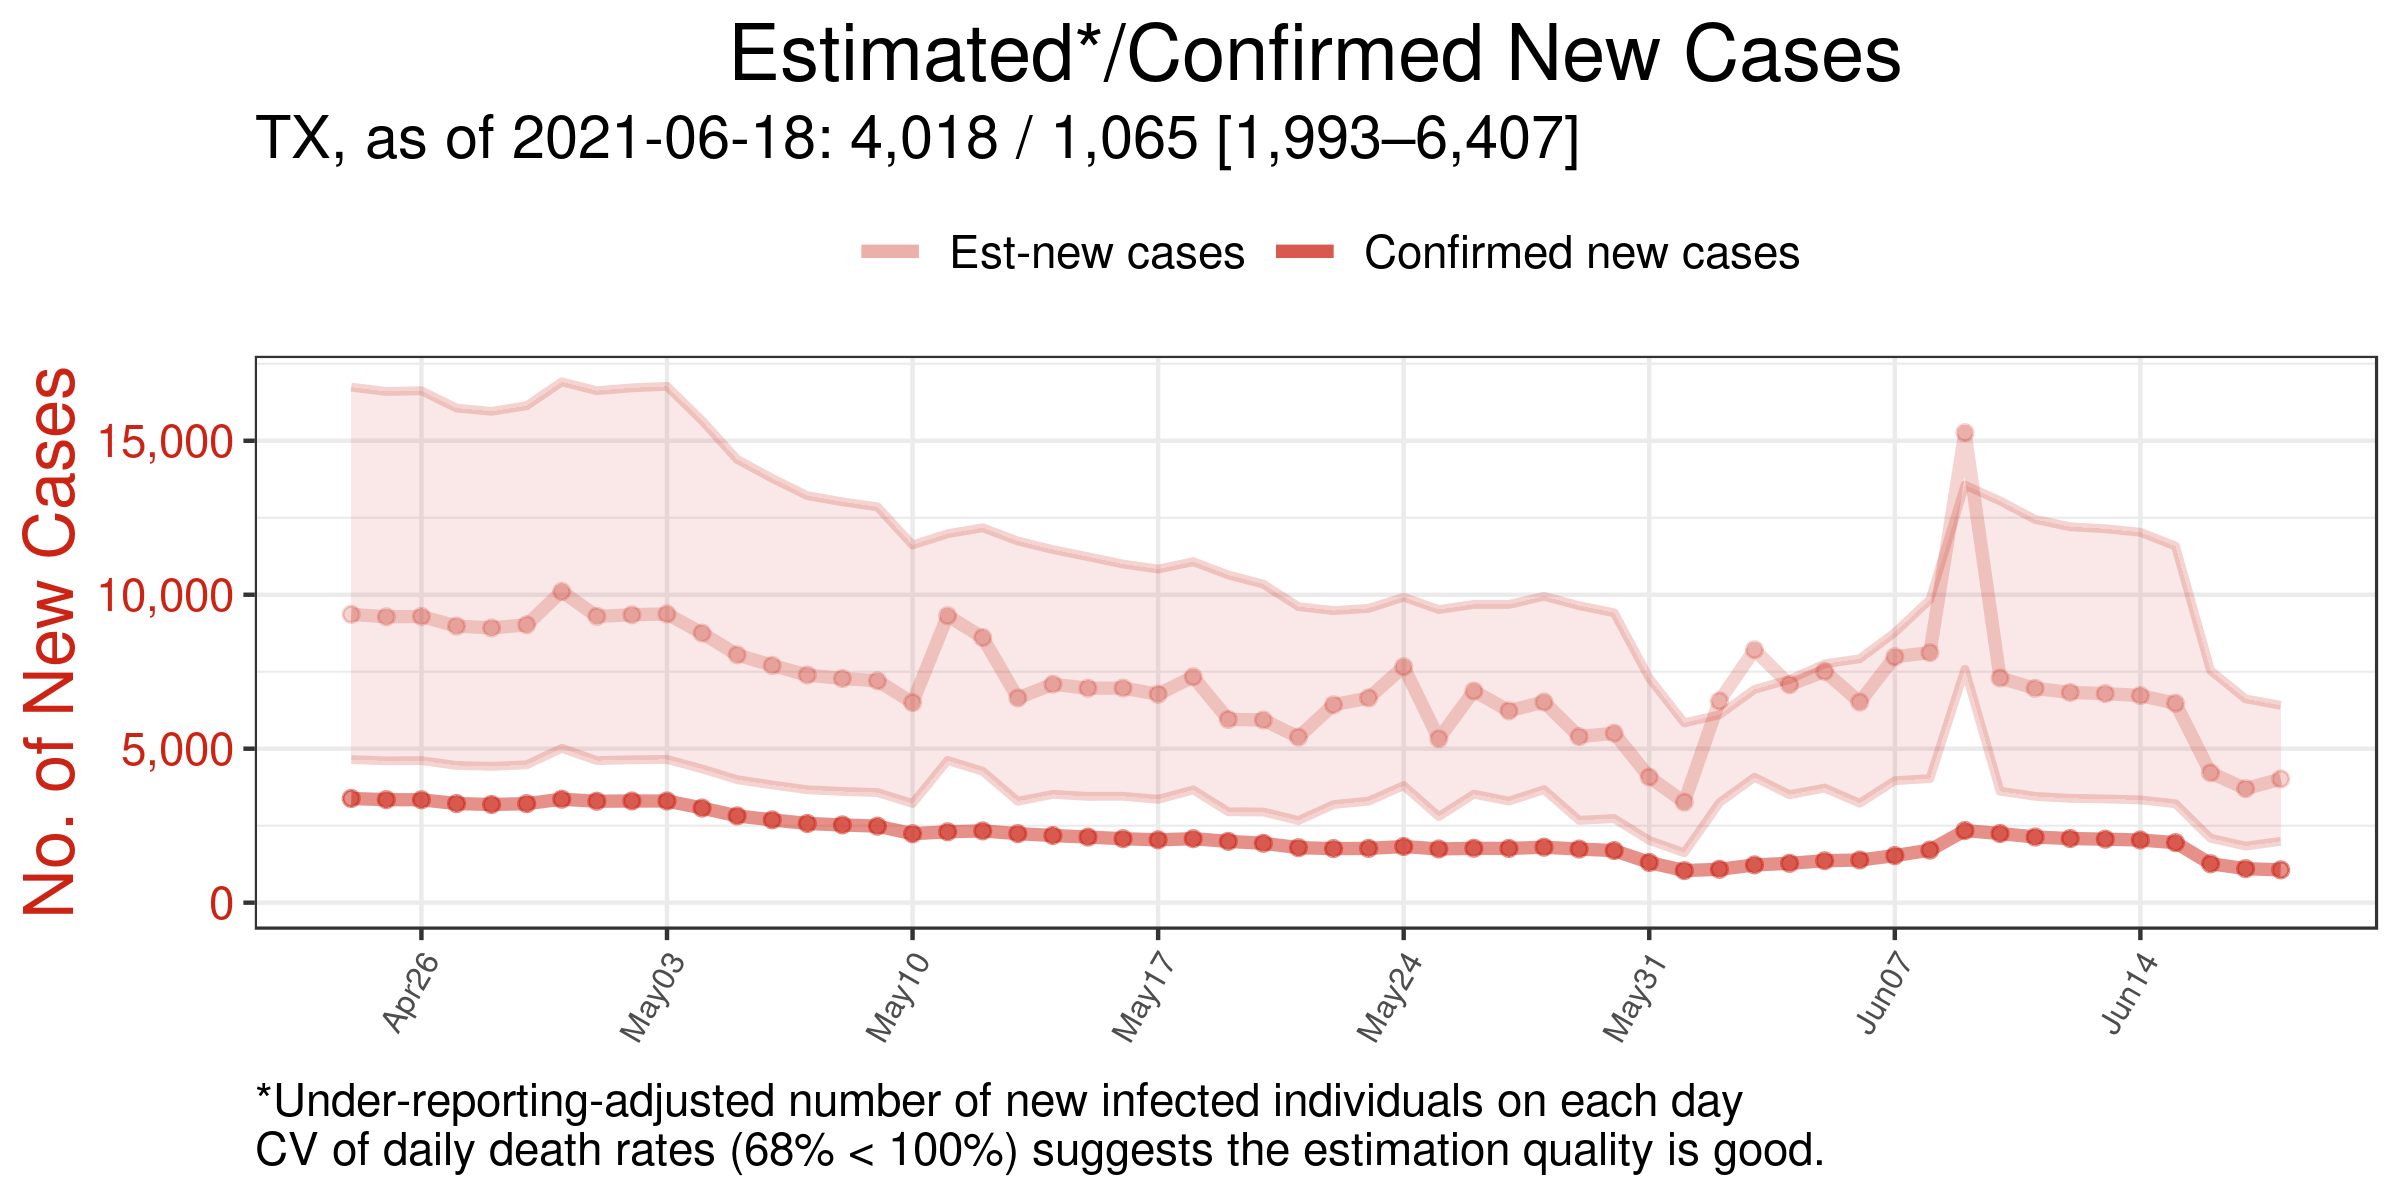 Estimated*/Confirmed New Cases
TX, as of 2021-06-18: 4,018 / 1,065 [1,993–6,407]
Est-new cases Confirmed new cases
No. of New Cases
15,000
10,000
5,000
0
Apr26 May03 May10 May17 May24 May31 Jun07 Jun14
*Under-reporting-adjusted number of new infected individuals on each day
CV of daily death rates (68% < 100%) suggests the estimation quality is good.